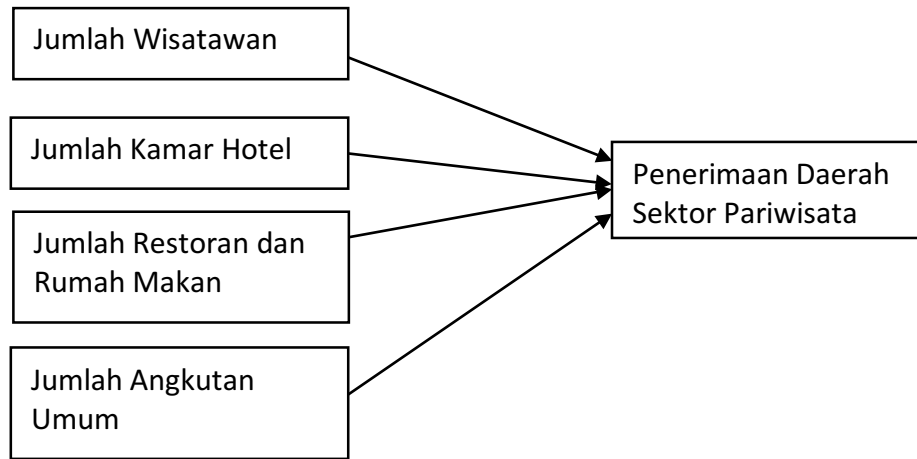 Jumlah Wisatawan
Jumlah Kamar Hotel
Jumlah Restoran dan
Rumah Makan
Jumlah Angkutan
Umum
Penerimaan Daerah
Sektor Pariwisata